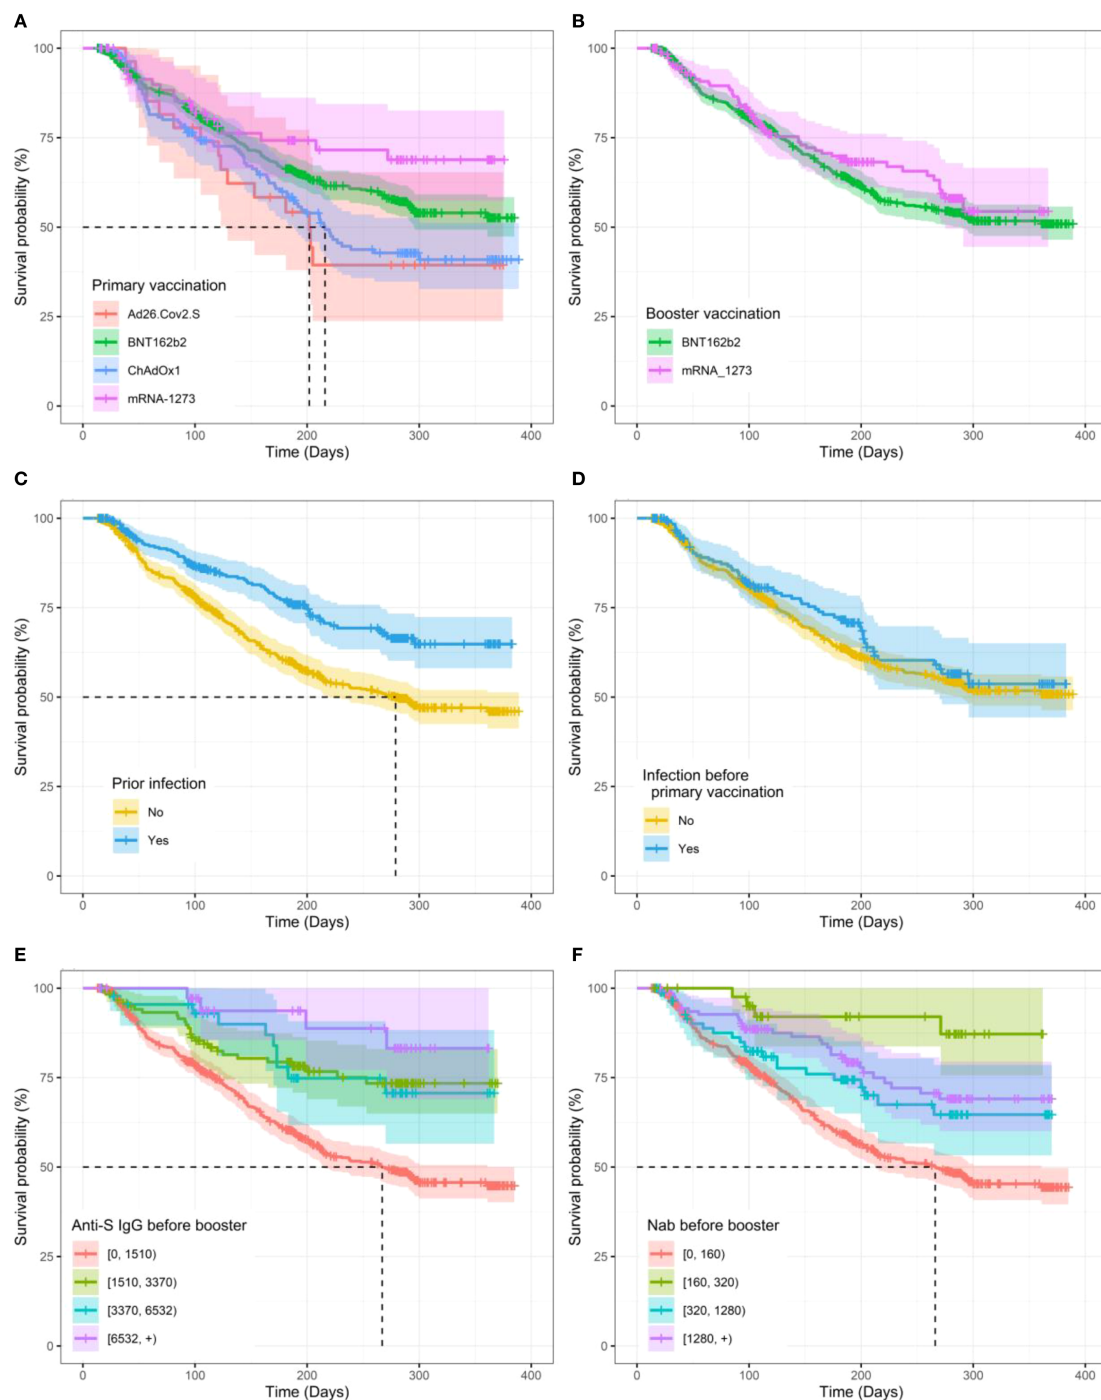 A
Survival probability (%)
100
75
50
25
0
Primary vaccination
Ad26.Cov2.S
BNT162b2
ChAdOx1
mRNA-1273
0 100 200 300 400
Time (Days)
B
Survival probability (%)
100
75
50
25
0
Booster vaccination
BNT162b2
mRNA_1273
0 100 200 300 400
Time (Days)
C
Survival probability (%)
100
75
50
25
0
Prior infection
No
Yes
0 100 200 300 400
Time (Days)
D
Survival probability (%)
100
75
50
25
0
Infection before
primary vaccination
No
Yes
0 100 200 300 400
Time (Days)
E
Survival probability (%)
100
75
50
25
0
Anti-S IgG before booster
[0, 1510)
[1510, 3370)
[3370, 6532)
[6532, +)
0 100 200 300 400
Time (Days)
F
Survival probability (%)
100
75
50
25
0
Nab before booster
[0, 160)
[160, 320)
[320, 1280)
[1280, +)
0 100 200 300 400
Time (Days)